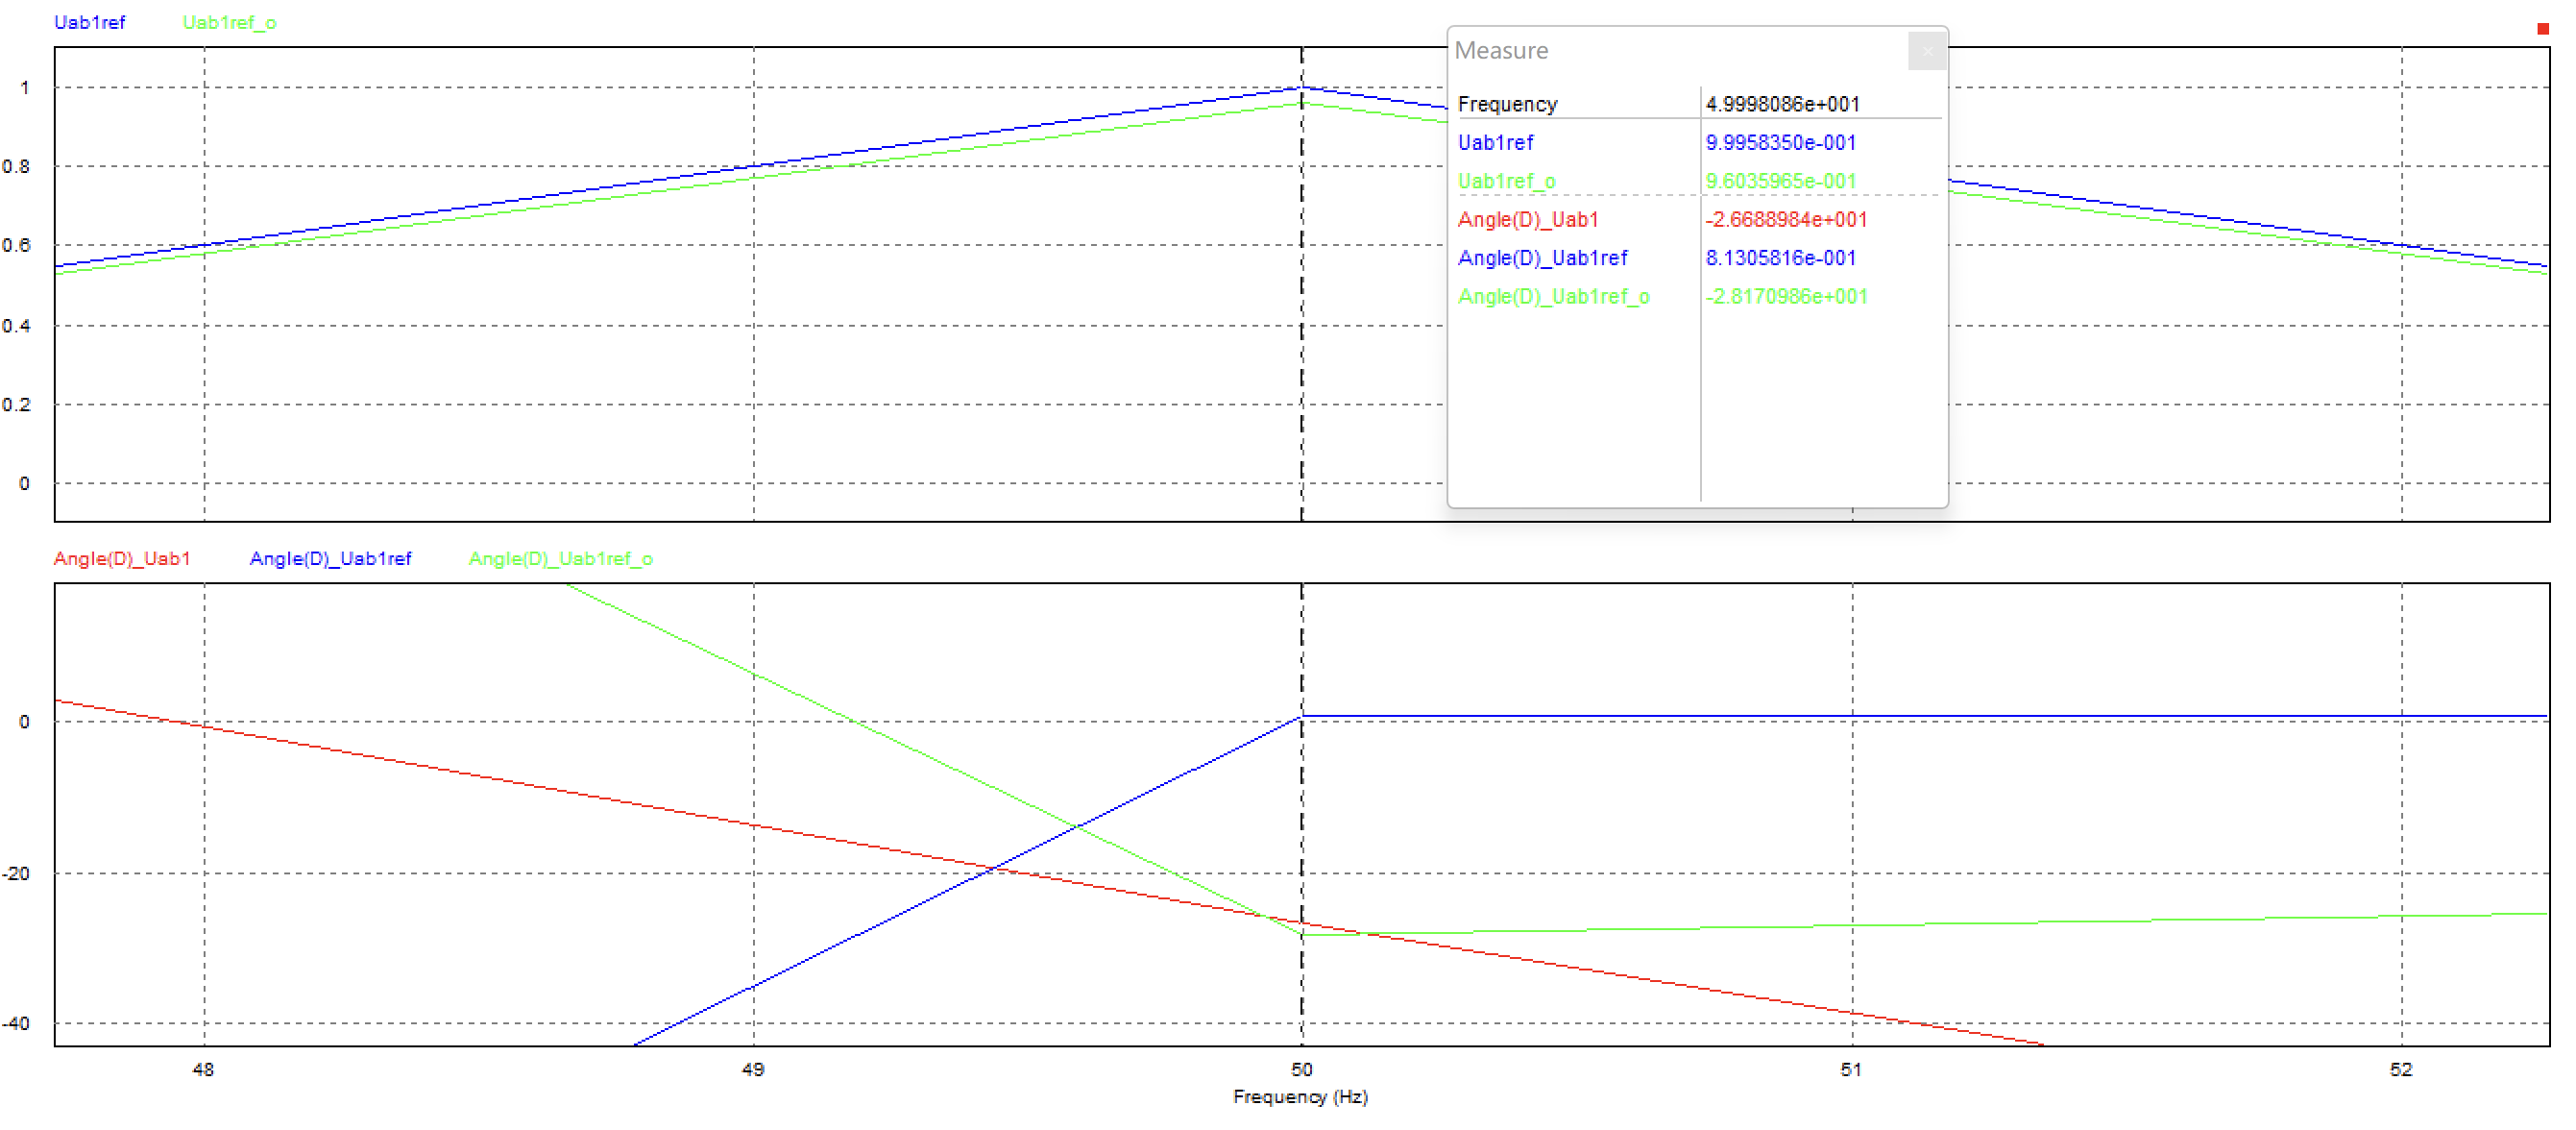 Uab1ref Uab1ref_o
Measure
×
Frequency 4.9998086e+001
Uab1ref 9.9958350e-001
Uab1ref_o 9.6035965e-001
Angle(D)_Uab1 -2.6688984e+001
Angle(D)_Uab1ref 8.1305816e-001
Angle(D)_Uab1ref_o -2.8170986e+001
1
0.8
0.6
0.4
0.2
0
Angle(D)_Uab1 Angle(D)_Uab1ref Angle(D)_Uab1ref_o
0
-20
-40
48 49 50 51 52
Frequency (Hz)